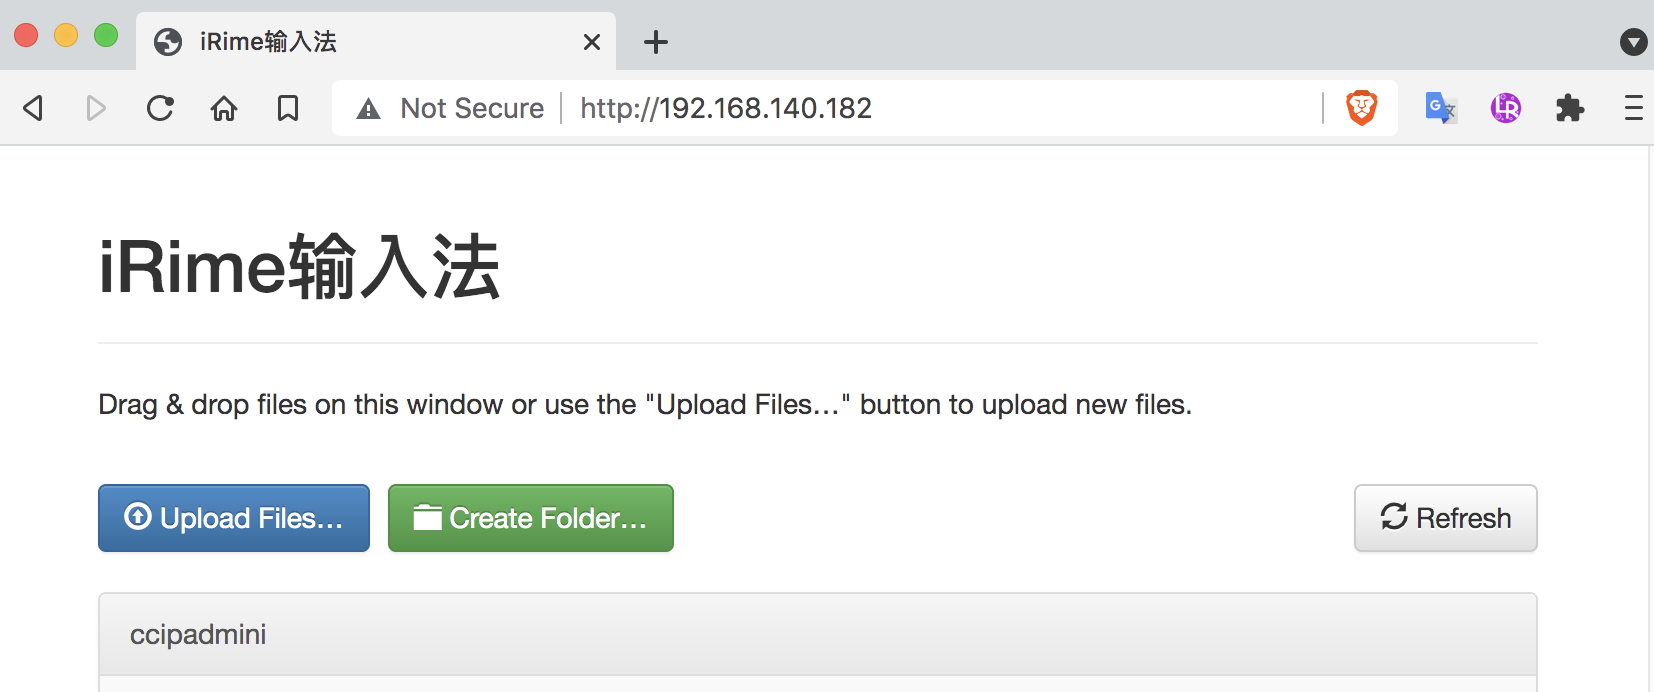 iRime输入法
Not Secure http://192.168.140.182
iRime输入法
Drag & drop files on this window or use the "Upload Files…" button to upload new files.
Upload Files… Create Folder… Refresh
ccipadmini